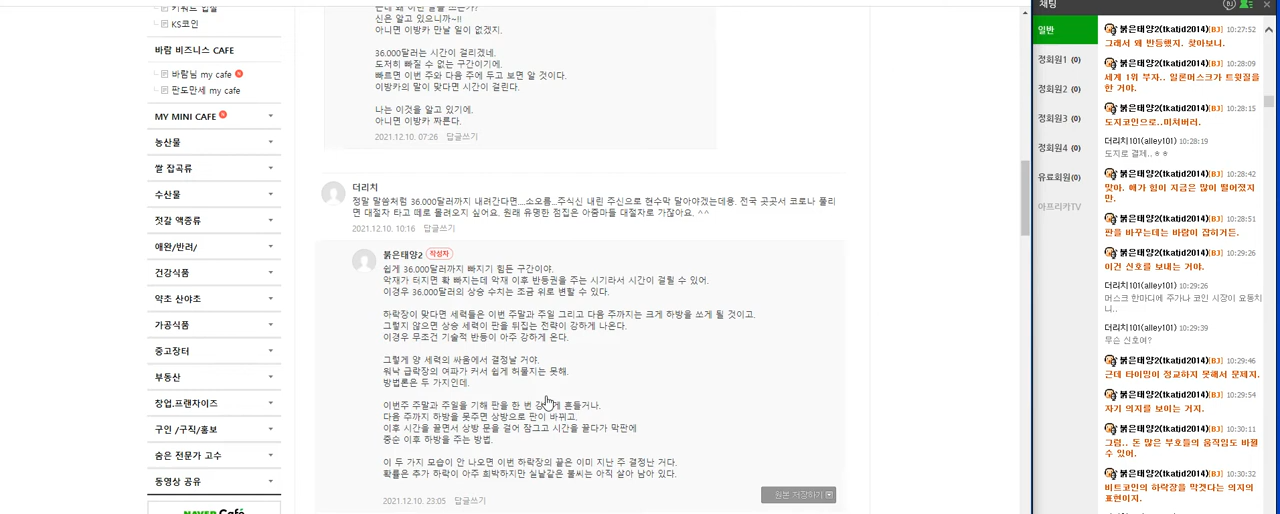 키워드 맛칼
KS코인
바람 비즈니스 CAFE
바람님 my cafe
판도만세 my cafe
MY MINI CAFE
농산물
쌀 잡곡류
수산물
젓갈 액종류
애완/반려/
건강식품
약초 산야초
가공식품
중고장터
부동산
창업.프랜자이즈
구인 /구직/홍보
숨은 전문가 고수
동영상 공유
NAVER Café
근데 왜 이런 글을 쓰는가?
신은 알고 있으니까~!!
아니면 이방카 만날 일이 없겠지.
36.000달러는 시간이 걸리겠네.
도저히 빠질 수 없는 구간이기에.
빠르면 이번 주와 다음 주에 두고 보면 알 것이다.
이방카의 말이 맞다면 시간이 걸린다.
나는 이것을 알고 있기에.
아니면 이방카 짜른다.
2021.12.10. 07:26 답글쓰기
더리치
정말 말씀처럼 36.000달러까지 내려간다면....소오름...주식신 내린 주신으로 현수막 달아야겠는데용. 전국 곳곳서 코로나 풀리
면 대절자 타고 떼로 몰려오지 싶어요. 원래 유명한 점집은 아줌마들 대절로 가잖아요. ^^
2021.12.10. 10:16 답글쓰기
붉은태양2 작성자
쉽게 36.000달러까지 빠지기 힘든 구간이야.
악재가 터지면 확 빠지는데 악재 이후 반등권을 주는 시기라서 시간이 걸릴 수 있어.
이경우 36.000달러의 상승 수치는 조금 위로 변할 수 있다.
하락장이 맞다면 세력들은 이번 주말과 주일 그리고 다음 주까지는 크게 하방을 쓰게 될 것이고.
그렇지 않으면 상승 세력이 판을 뒤집는 전략이 강하게 나온다.
이경우 무조건 기술적 반등이 아주 강하게 온다.
그렇게 양 세력의 싸움에서 결정날 거야.
워낙 급락장의 여파가 커서 쉽게 허물지는 못해.
방법론은 두 가지인데.
이번주 주말과 주일을 기해 판을 한 번 강하게 흔들거나.
다음 주까지 하방을 못주면 상방으로 판이 바뀌고.
이후 시간을 끌면서 상방 문을 걸어 잠그고 시간을 끌다가 막판에
중순 이후 하방을 주는 방법.
이 두 가지 모습이 안 나오면 이번 하락장의 끝은 이미 지난 주 결정난 거다.
확률은 주가 하락이 아주 희박하지만 실낱같은 불씨는 아직 살아 남아 있다.
2021.12.10. 23:05 답글쓰기
원본 저장하기
채팅
BJ
일반
정회원1 (0)
정회원2 (0)
정회원3 (0)
정회원4 (0)
유료회원(0)
아프리카TV
붉은태양2(tkatjd2014)[BJ] 10:27:52
그래서 왜 반등했지. 찾아보니.
붉은태양2(tkatjd2014)[BJ] 10:28:09
세계 1위 부자.. 일론머스크가 트윗질을
한 거야.
붉은태양2(tkatjd2014)[BJ] 10:28:15
도지코인으로..미쳐버려.
더리치101(alley101) 10:28:19
도지로 결제..ㅎㅎ
붉은태양2(tkatjd2014)[BJ] 10:28:42
맞아. 얘가 힘이 지금은 많이 떨어졌지
만.
붉은태양2(tkatjd2014)[BJ] 10:28:51
판을 바꾸는데는 바람이 잡히거든.
붉은태양2(tkatjd2014)[BJ] 10:29:26
이건 신호를 보내는 거야.
더리치101(alley101) 10:29:26
머스크 한마디에 주가나 코인 시장이 요동치
니..
더리치101(alley101) 10:29:39
무슨 신호여?
붉은태양2(tkatjd2014)[BJ] 10:29:46
근데 타이밍이 정교하지 못해서 문제지.
붉은태양2(tkatjd2014)[BJ] 10:29:54
자기 의지를 보이는 거지.
붉은태양2(tkatjd2014)[BJ] 10:30:11
그럼.. 돈 많은 부호들의 움직임도 바뀔
수 있어.
붉은태양2(tkatjd2014)[BJ] 10:30:32
비트코인의 하락장을 막겠다는 의지의
표현이지.